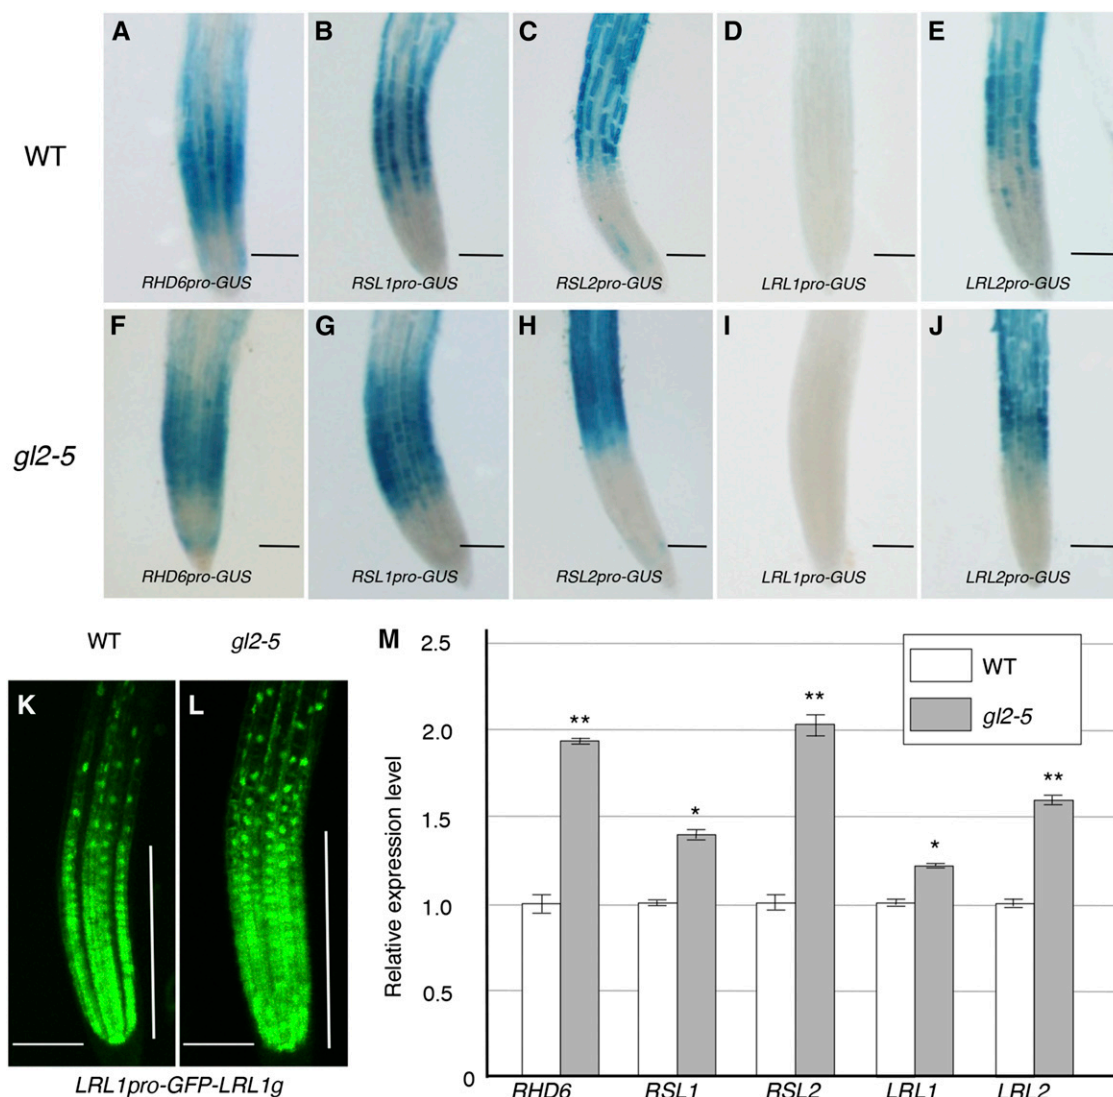 A B C D E
WT
RHD6pro-GUS RSL1pro-GUS RSL2pro-GUS LRL1pro-GUS LRL2pro-GUS
F G H I J
gl2-5
RHD6pro-GUS RSL1pro-GUS RSL2pro-GUS LRL1pro-GUS LRL2pro-GUS
WT gl2-5
K L
LRL1pro-GFP-LRL1g
M
Relative expression level
2.5
2.0
1.5
1.0
0.5
0
WT
gl2-5
** * ** * **
RHD6 RSL1 RSL2 LRL1 LRL2